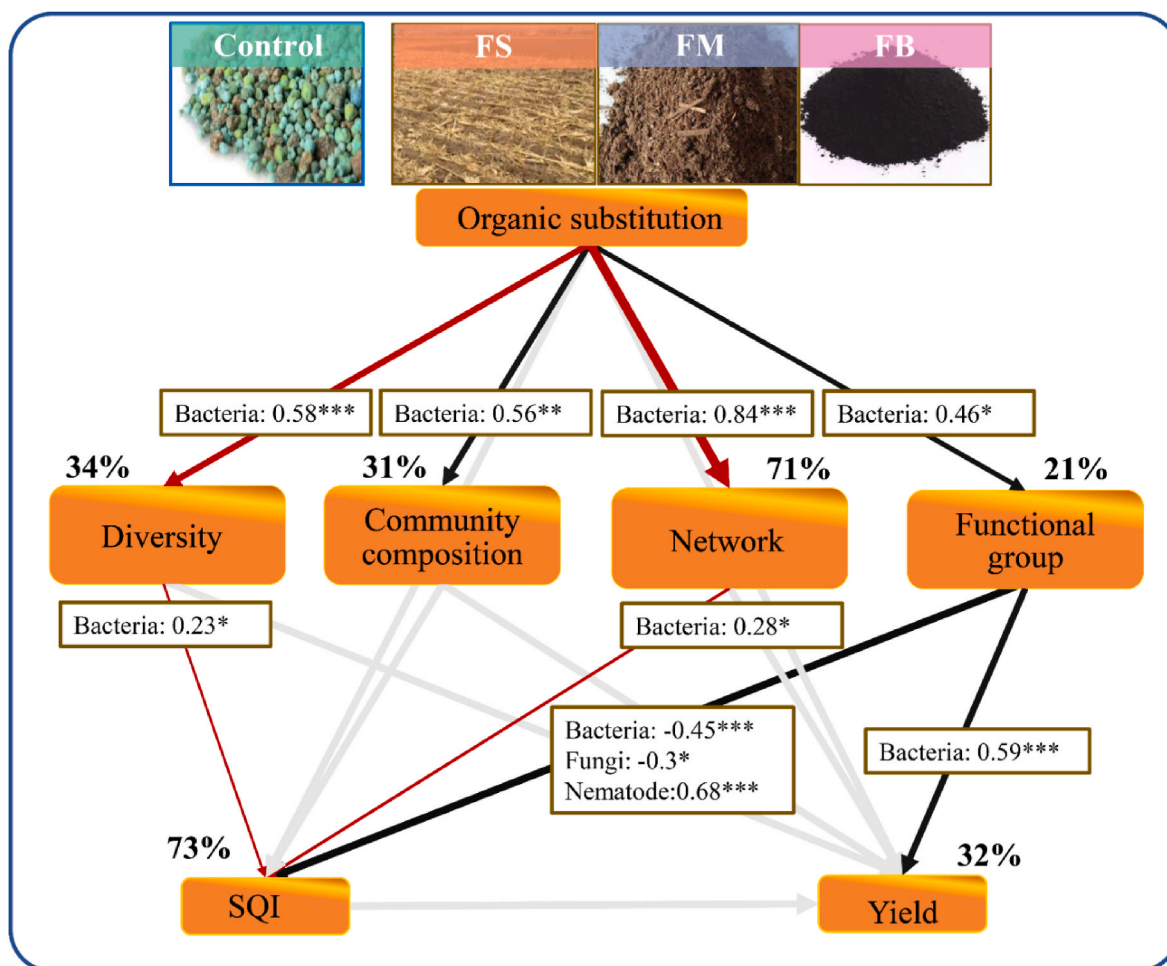 Control
FS
FM
FB
Organic substitution
Bacteria: 0.58***
Bacteria: 0.56**
Bacteria: 0.84***
Bacteria: 0.46*
34%
31%
71%
21%
Diversity
Community
composition
Network
Functional
group
Bacteria: 0.23*
Bacteria: 0.28*
Bacteria: -0.45***
Fungi: -0.3*
Nematode:0.68***
Bacteria: 0.59***
73%
32%
SQI
Yield